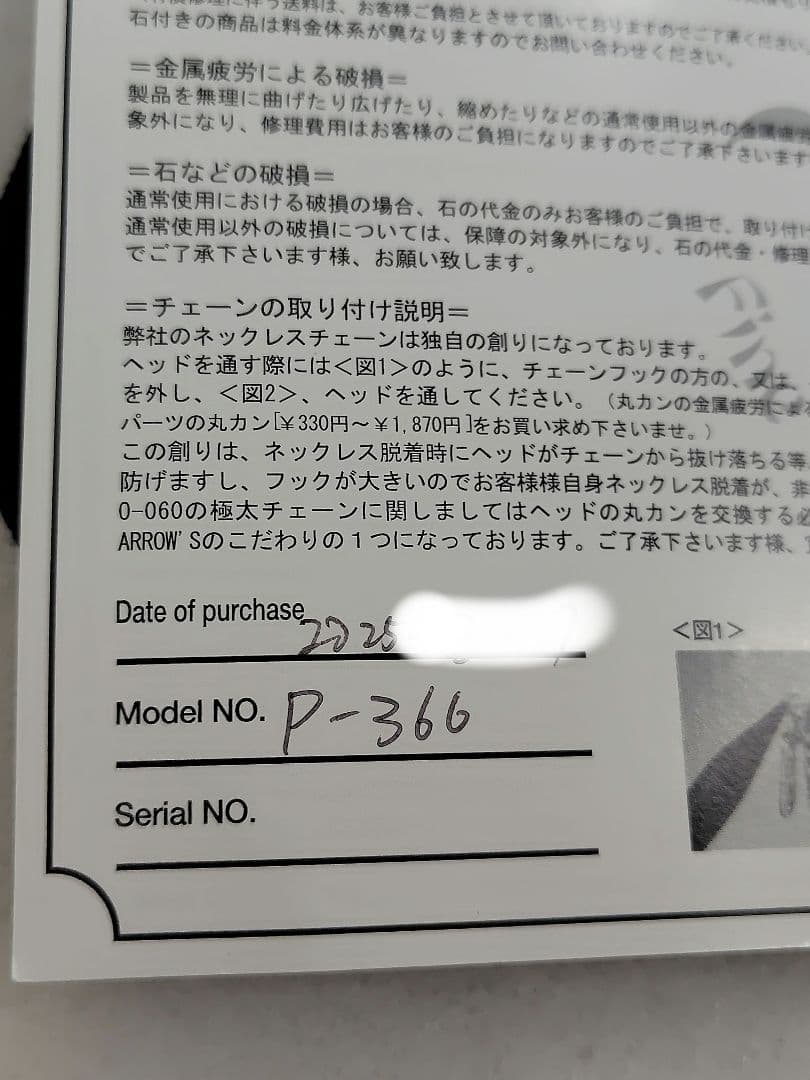 石付きの商品は料金体系が異なりますのでお問い合わせください。
＝金属疲労による破損＝
製品を無理に曲げたり広げたり、縮めたりなどの通常使用以外の金属疲労
象外になり、修理費用はお客様のご負担になりますのでご了承下さいます
＝石などの破損＝
通常使用における破損の場合、石の代金のみお客様のご負担で、取り付け
通常使用以外の破損については、保障の対象外になり、石の代金・修理
でご了承下さいます様、お願い致します。
＝チェーンの取り付け説明＝
弊社のネックレスチェーンは独自の創りになっております。
ヘッドを通す際には＜図1＞のように、チェーンフックの方の、又は、
を外し、＜図2＞、ヘッドを通してください。（丸カンの金属疲労による
パーツの丸カン[￥330円～￥1,870円]をお買い求め下さいませ。）
この創りは、ネックレス脱着時にヘッドがチェーンから抜け落ちる等
防げますし、フックが大きいのでお客様様自身ネックレス脱着が、非
O-060の極太チェーンに関しましてはヘッドの丸カンを交換する必
ARROW'Sのこだわりの１つになっております。ご了承下さいます様、
Date of purchase 2025
＜図1＞
Model NO. P-366
Serial NO.